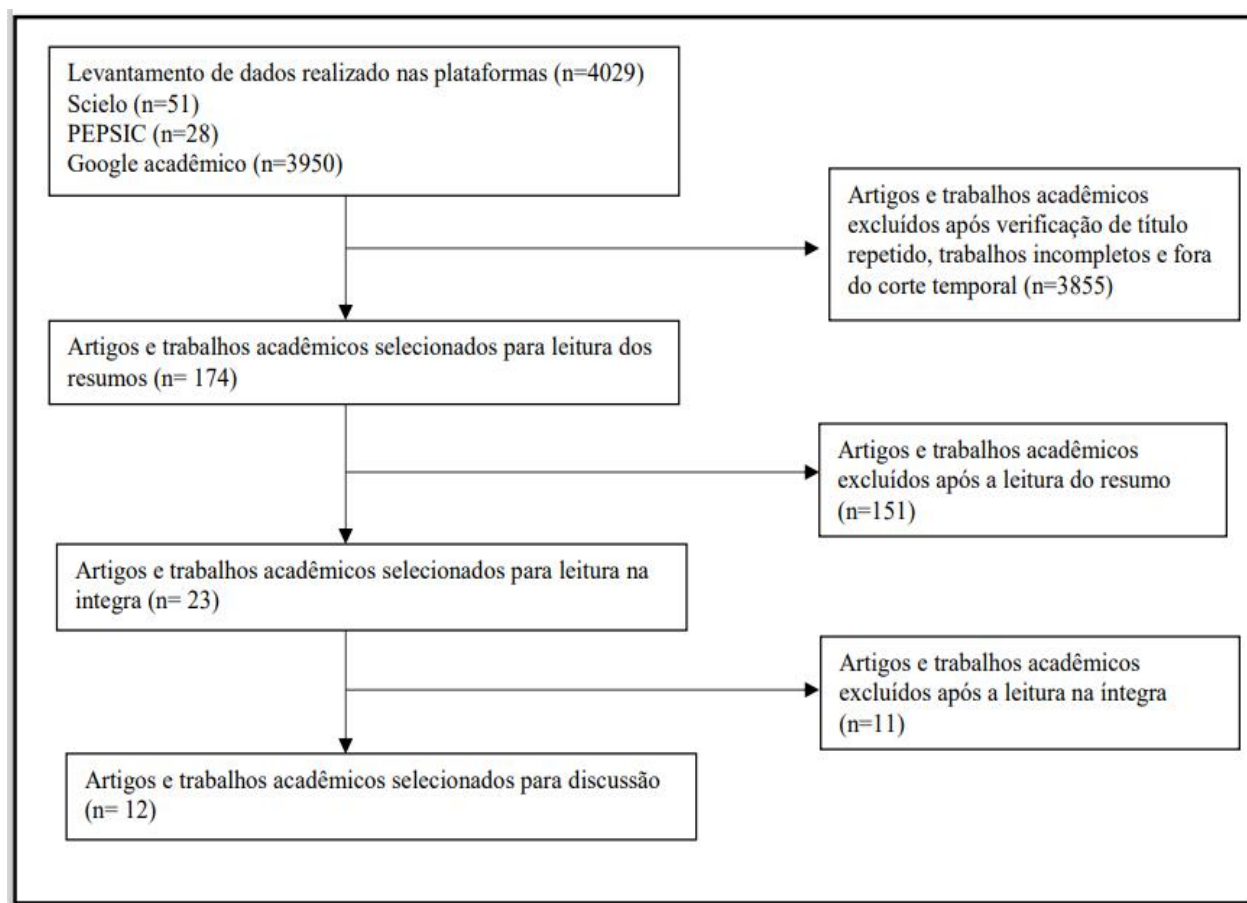 Levantamento de dados realizado nas plataformas (n=4029)
Scielo (n=51)
PEPSIC (n=28)
Google acadêmico (n=3950)
Artigos e trabalhos acadêmicos
excluídos após verificação de título
repetido, trabalhos incompletos e fora
do corte temporal (n=3855)
Artigos e trabalhos acadêmicos selecionados para leitura dos
resumos (n= 174)
Artigos e trabalhos acadêmicos
excluídos após a leitura do resumo
(n=151)
Artigos e trabalhos acadêmicos selecionados para leitura na
integra (n= 23)
Artigos e trabalhos acadêmicos
excluídos após a leitura na íntegra
(n=11)
Artigos e trabalhos acadêmicos selecionados para discussão
(n= 12)